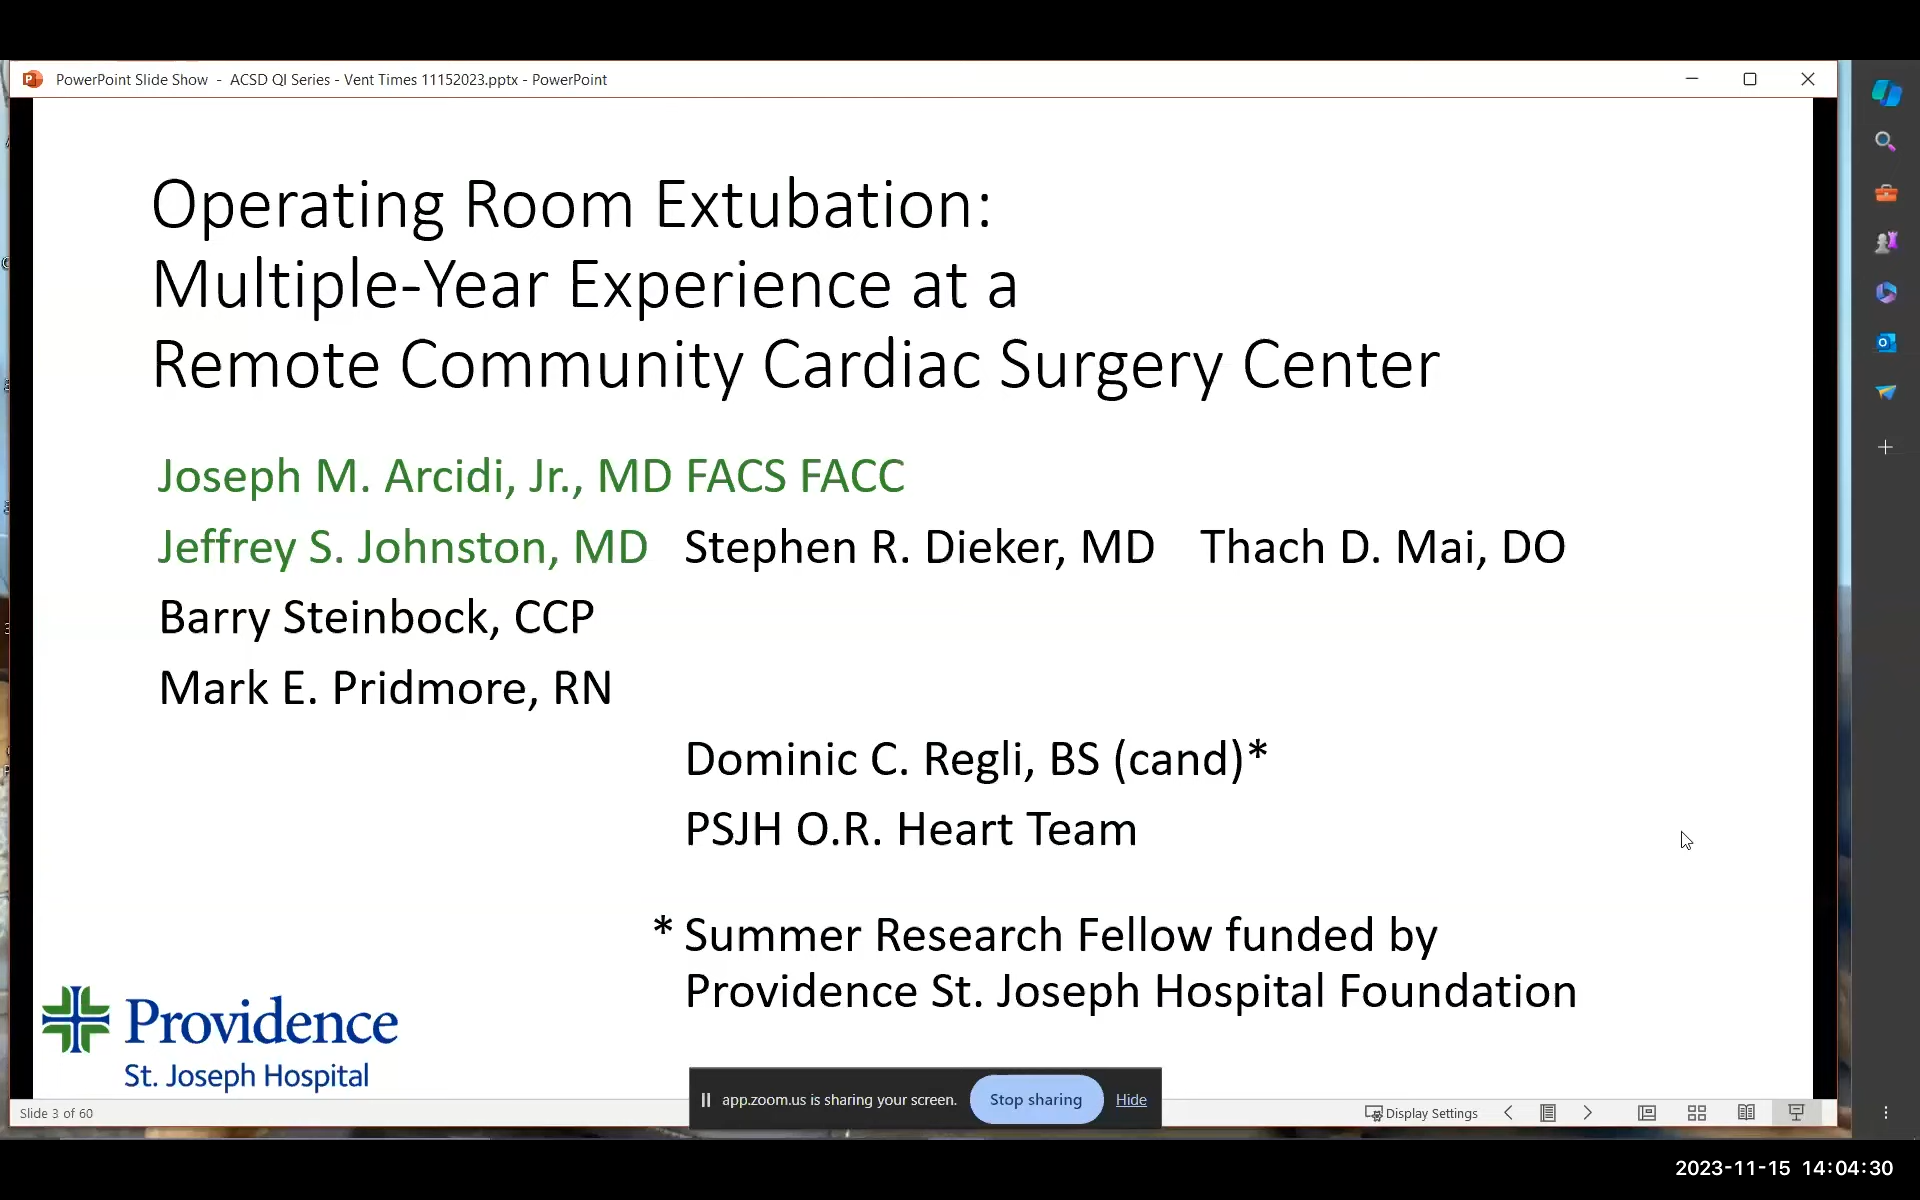 PowerPoint Slide Show - ACSD QI Series - Vent Times 11152023.pptx - PowerPoint
Operating Room Extubation:
Multiple-Year Experience at a
Remote Community Cardiac Surgery Center
Joseph M. Arcidi, Jr., MD FACS FACC
Jeffrey S. Johnston, MD Stephen R. Dieker, MD Thach D. Mai, DO
Barry Steinbock, CCP
Mark E. Pridmore, RN
Dominic C. Regli, BS (cand)*
PSJH O.R. Heart Team
* Summer Research Fellow funded by
Providence St. Joseph Hospital Foundation
Providence
St. Joseph Hospital
app.zoom.us is sharing your screen. Stop sharing Hide
Slide 3 of 60 Display Settings
2023-11-15 14:04:30